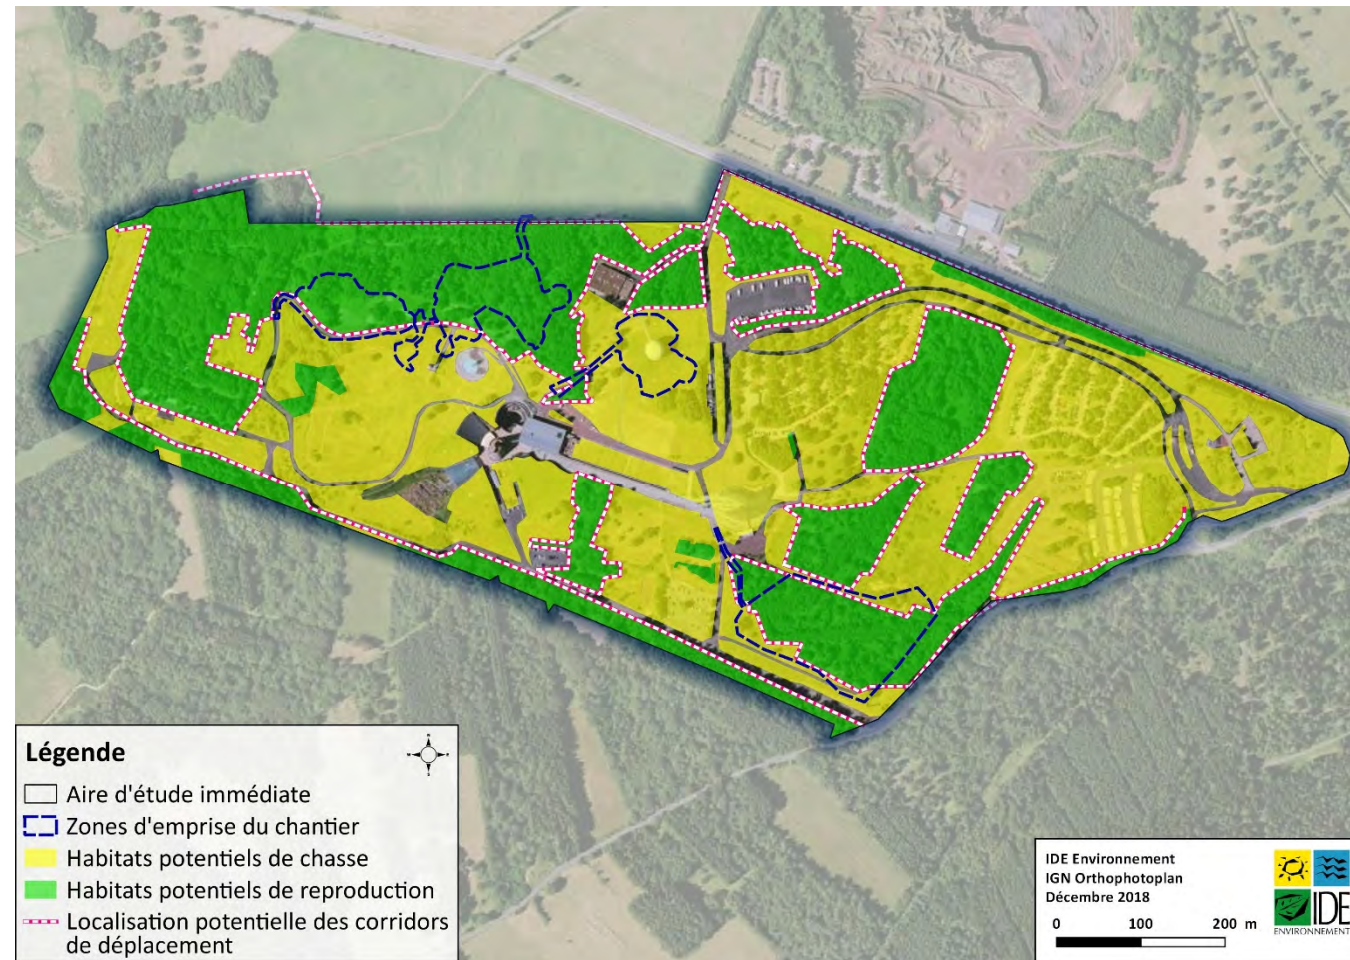 Légende
Aire d'étude immédiate
Zones d'emprise du chantier
Habitats potentiels de chasse
Habitats potentiels de reproduction
Localisation potentielle des corridors
de déplacement
IDE Environnement
IGN Orthophotoplan
Décembre 2018
0 100 200 m
IDE
ENVIRONNEMENT